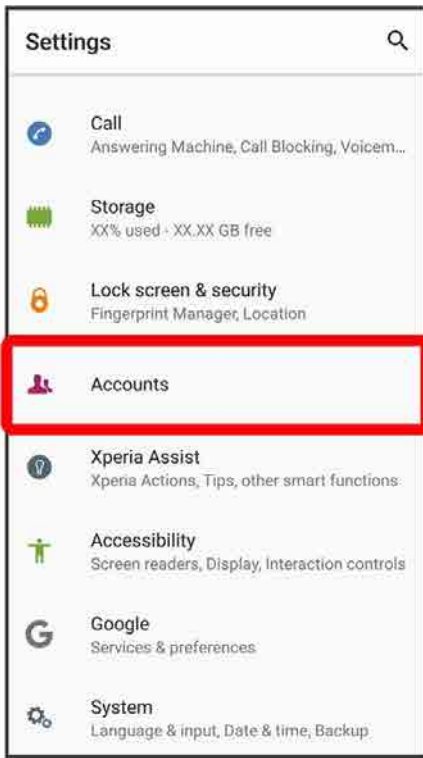 Settings
Call
Answering Machine, Call Blocking, Voicem...
Storage
XX% used - XX.XX GB free
Lock screen & security
Fingerprint Manager, Location
Accounts
Xperia Assist
Xperia Actions, Tips, other smart functions
Accessibility
Screen readers, Display, Interaction controls
Google
Services & preferences
System
Language & input, Date & time, Backup